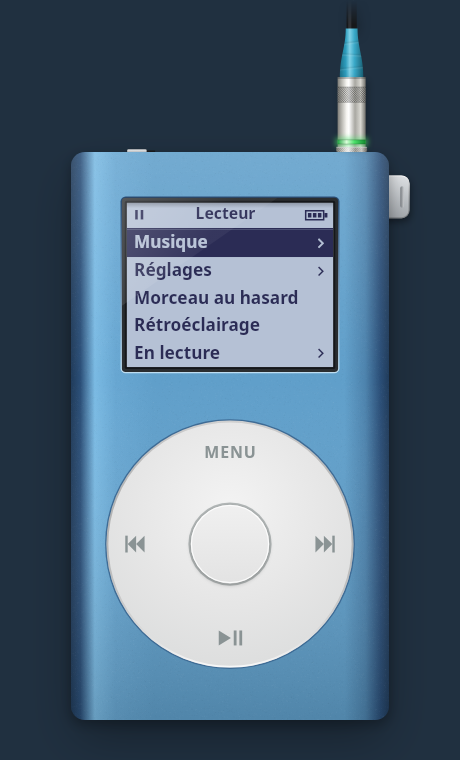 Lecteur
Musique
Réglages
Morceau au hasard
Rétroéclairage
En lecture
MENU